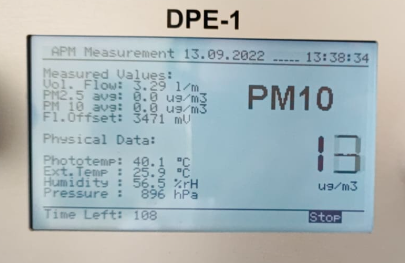 DPE-1
APM Measurement 13.09.2022 ----- 13:38:34
Measured Values:
Vol. Flow: 3.29 l/m
PM2.5 avg: 0.0 ug/m3
PM 10 avg: 0.0 ug/m3
Fl.Offset: 3471 mV
PM10
Physical Data:
Phototemp: 40.1 °C
Ext.Temp : 25.9 °C
Humidity : 56.5 %rH
Pressure : 896 hPa
ug/m3
Time Left: 108
Stop